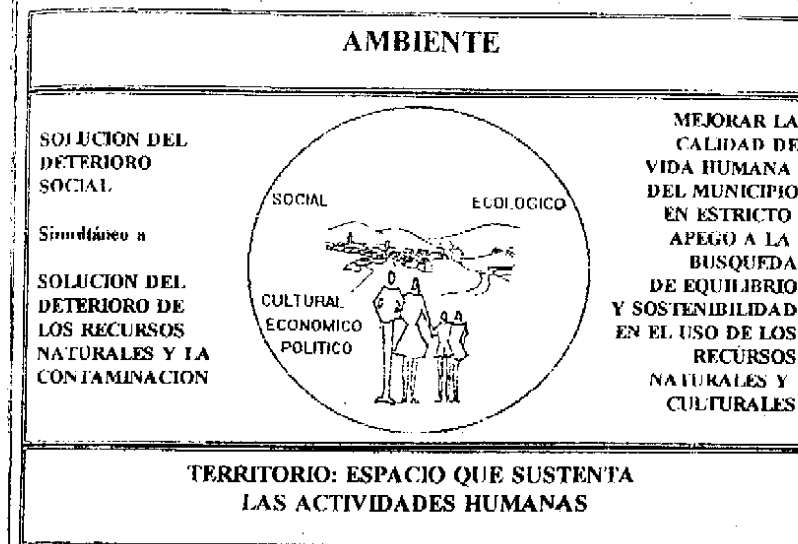 AMBIENTE
SOLUCION DEL
DETERIORO
SOCIAL
Simultáneo a
SOLUCION DEL
DETERIORO DE
LOS RECURSOS
NATURALES Y LA
CONTAMINACION
SOCIAL
ECOLOGICO
CULTURAL
ECONOMICO
POLITICO
MEJORAR LA
CALIDAD DE
VIDA HUMANA
DEL MUNICIPIO
EN ESTRICTO
APEGO A LA
BUSQUEDA
DE EQUILIBRIO
Y SOSTENIBILIDAD
EN EL USO DE LOS
RECURSOS
NATURALES Y
CULTURALES
TERRITORIO: ESPACIO QUE SUSTENTA
LAS ACTIVIDADES HUMANAS